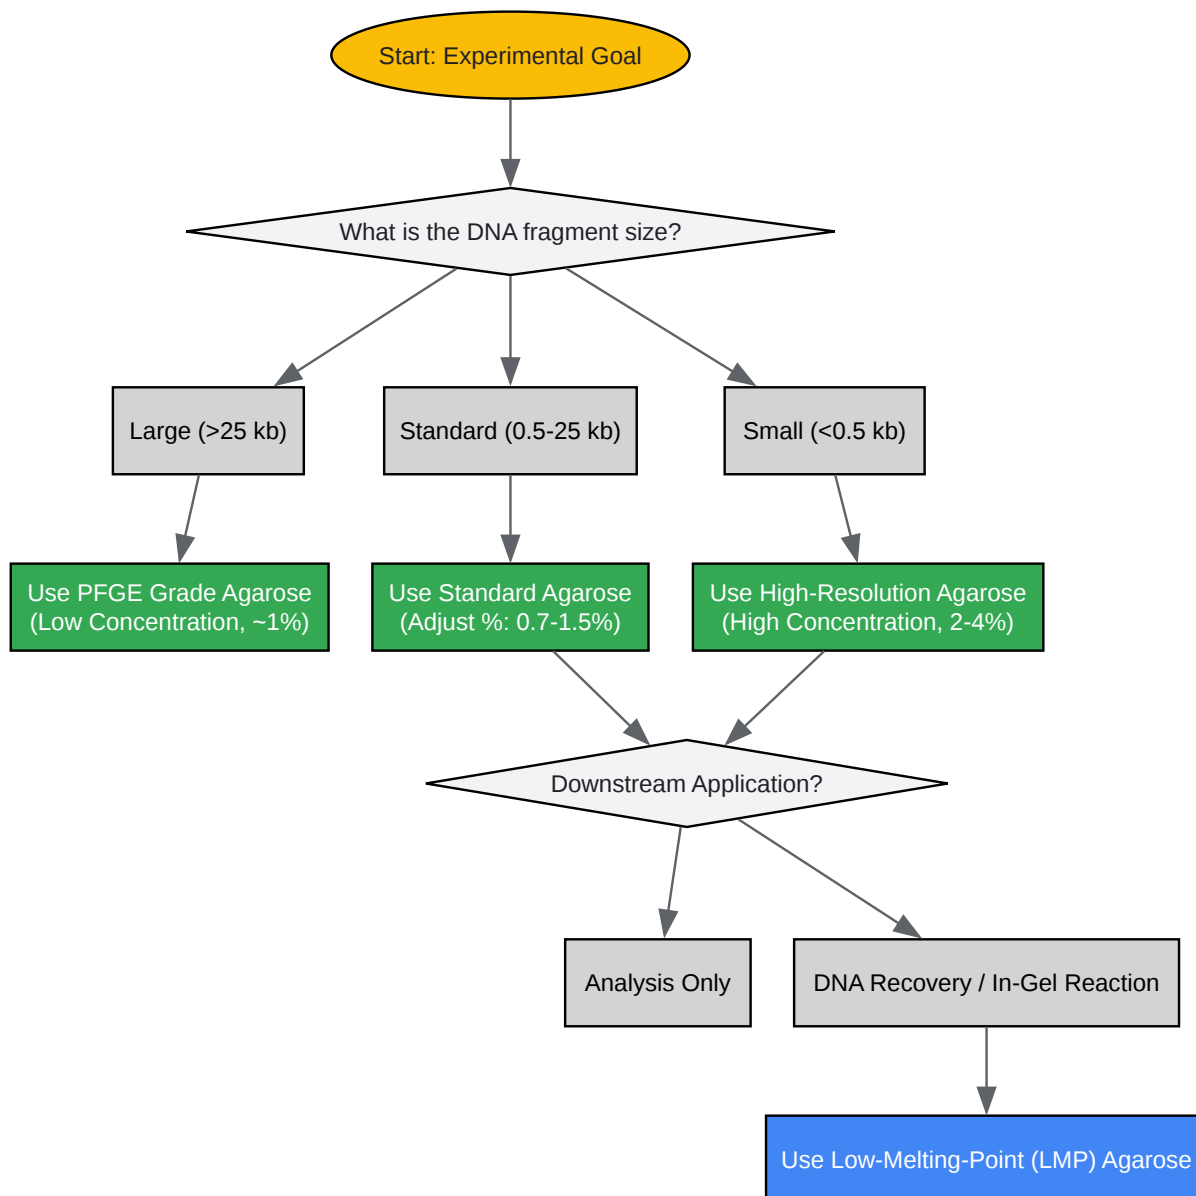 Start: Experimental Goal
What is the DNA fragment size?
Large (>25 kb)
Standard (0.5-25 kb)
Small (<0.5 kb)
Use PFGE Grade Agarose
(Low Concentration, ~1%)
Use Standard Agarose
(Adjust %: 0.7-1.5%)
Use High-Resolution Agarose
(High Concentration, 2-4%)
Downstream Application?
Analysis Only
DNA Recovery / In-Gel Reaction
Use Low-Melting-Point (LMP) Agarose